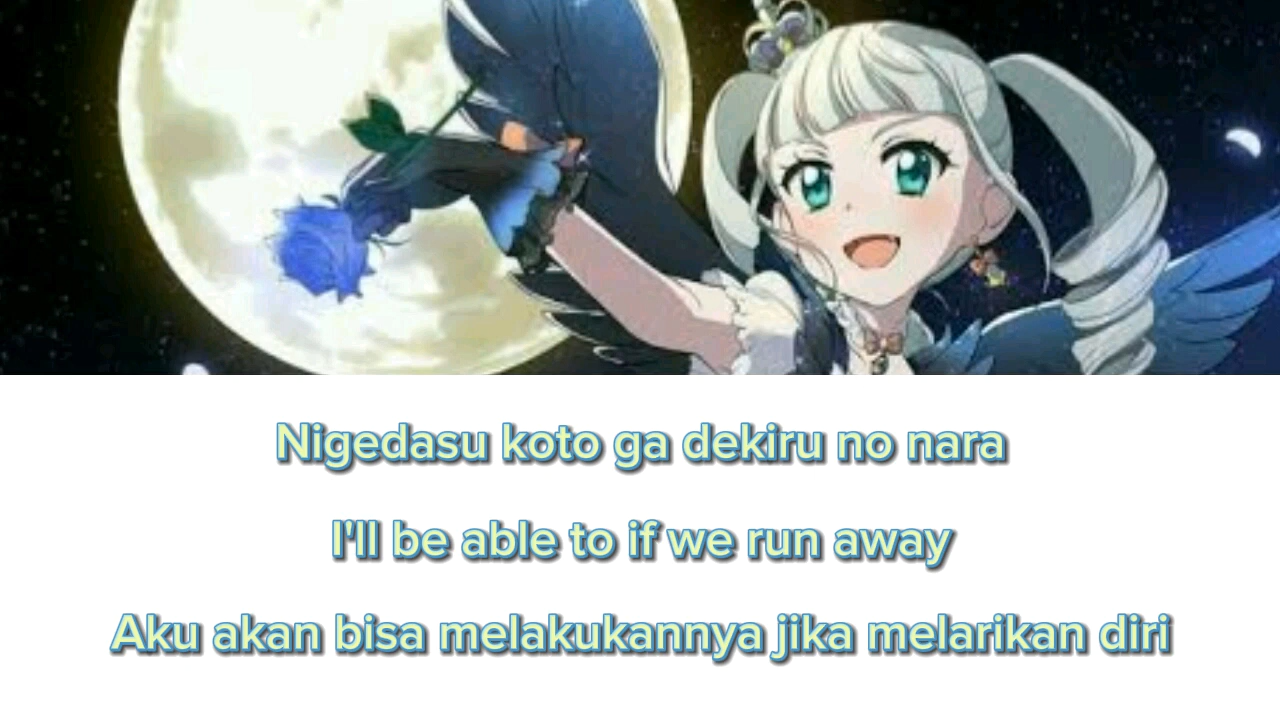 Nigedasu koto ga dekiru no nara
I'll be able to if we run away
Aku akan bisa melakukannya jika melarikan diri